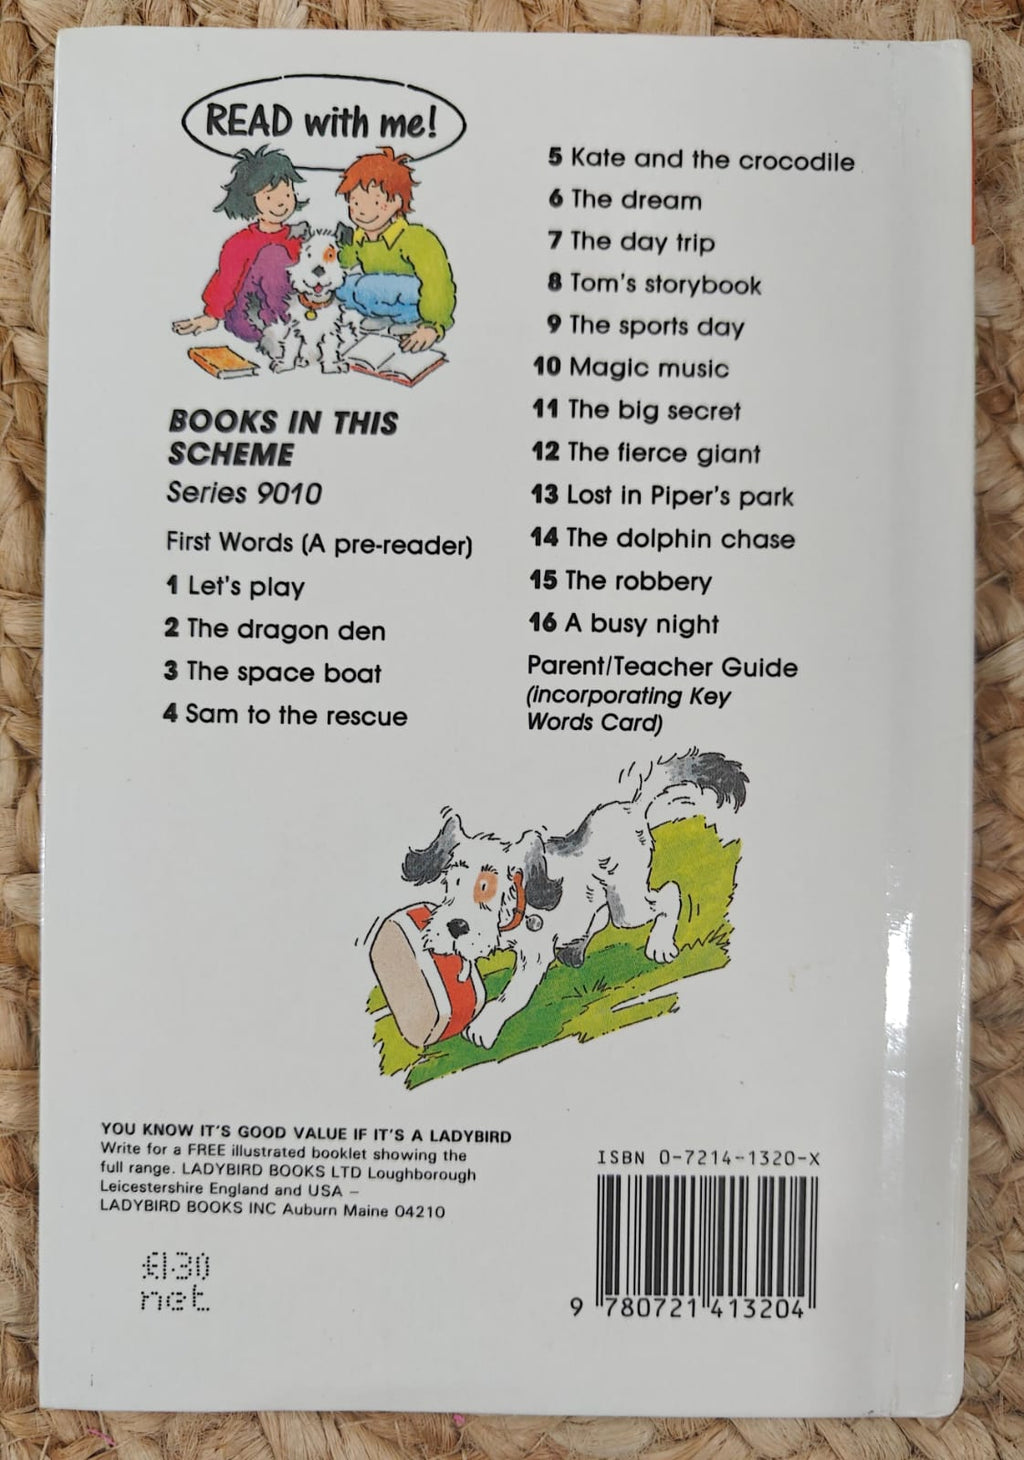 READ with me!
BOOKS IN THIS
SCHEME
Series 9010
First Words (A pre-reader)
1 Let's play
2 The dragon den
3 The space boat
4 Sam to the rescue
5 Kate and the crocodile
6 The dream
7 The day trip
8 Tom's storybook
9 The sports day
10 Magic music
11 The big secret
12 The fierce giant
13 Lost in Piper's park
14 The dolphin chase
15 The robbery
16 A busy night
Parent/Teacher Guide
(incorporating Key
Words Card)
YOU KNOW IT'S GOOD VALUE IF IT'S A LADYBIRD
Write for a FREE illustrated booklet showing the
full range. LADYBIRD BOOKS LTD Loughborough
Leicestershire England and USA –
LADYBIRD BOOKS INC Auburn Maine 04210
£1·30
net
ISBN 0-7214-1320-X
9 780721 413204